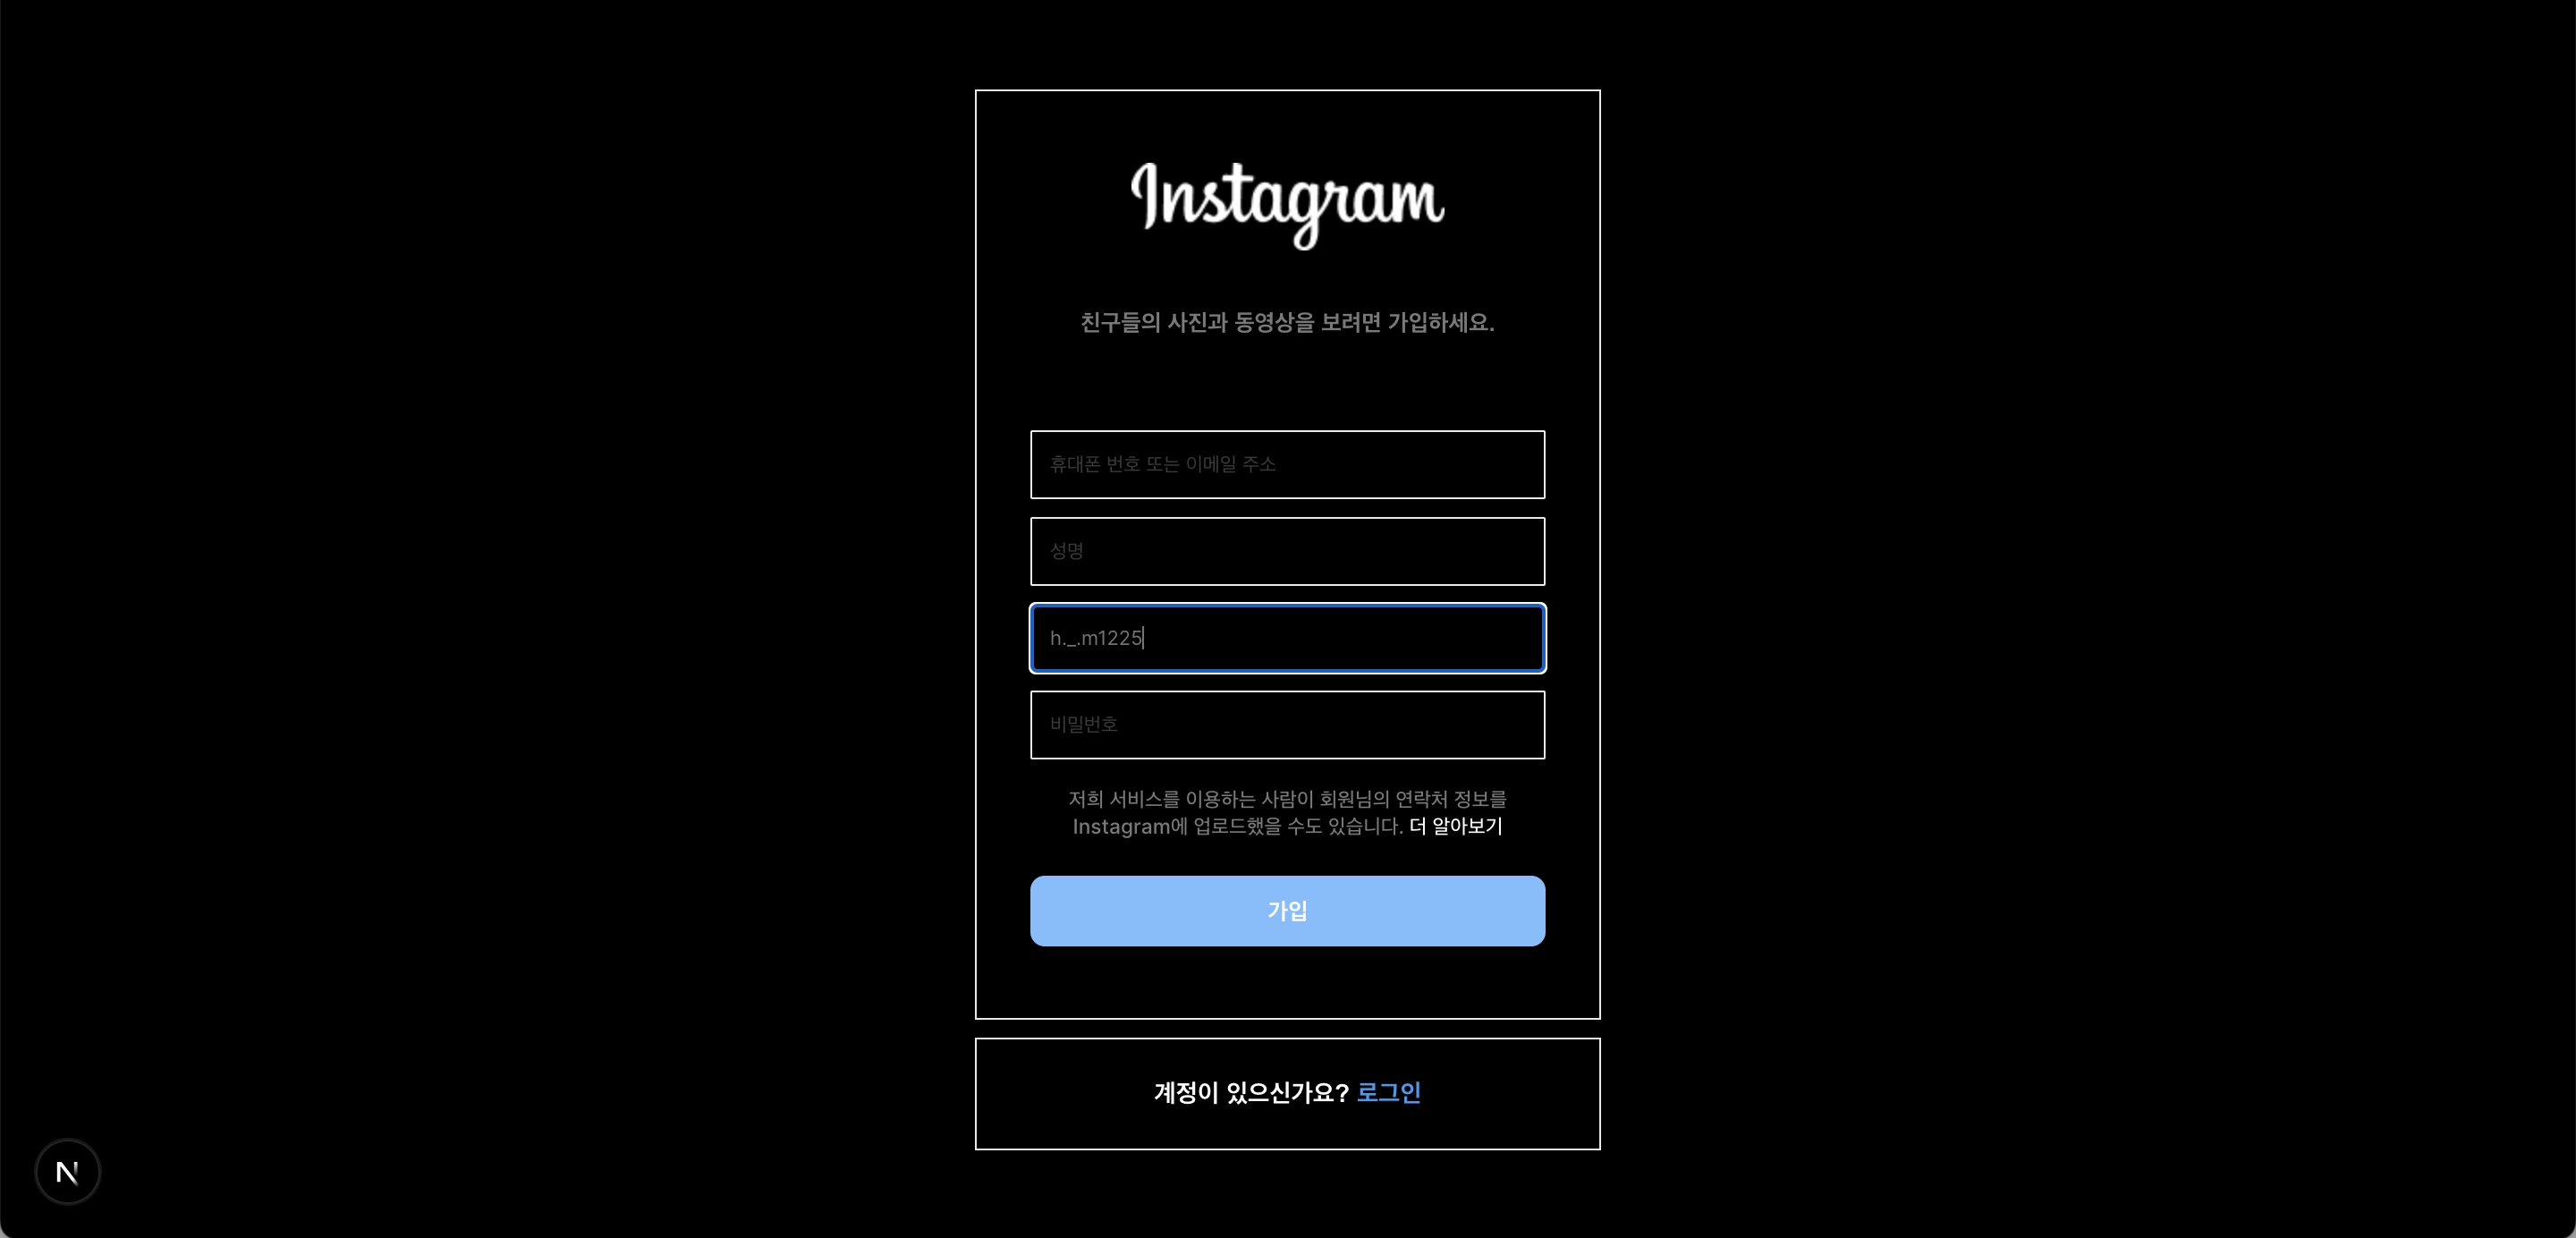 Instagram
친구들의 사진과 동영상을 보려면 가입하세요.
휴대폰 번호 또는 이메일 주소
성명
h._.m1225
비밀번호
저희 서비스를 이용하는 사람이 회원님의 연락처 정보를
Instagram에 업로드했을 수도 있습니다. 더 알아보기
가입
계정이 있으신가요? 로그인
N